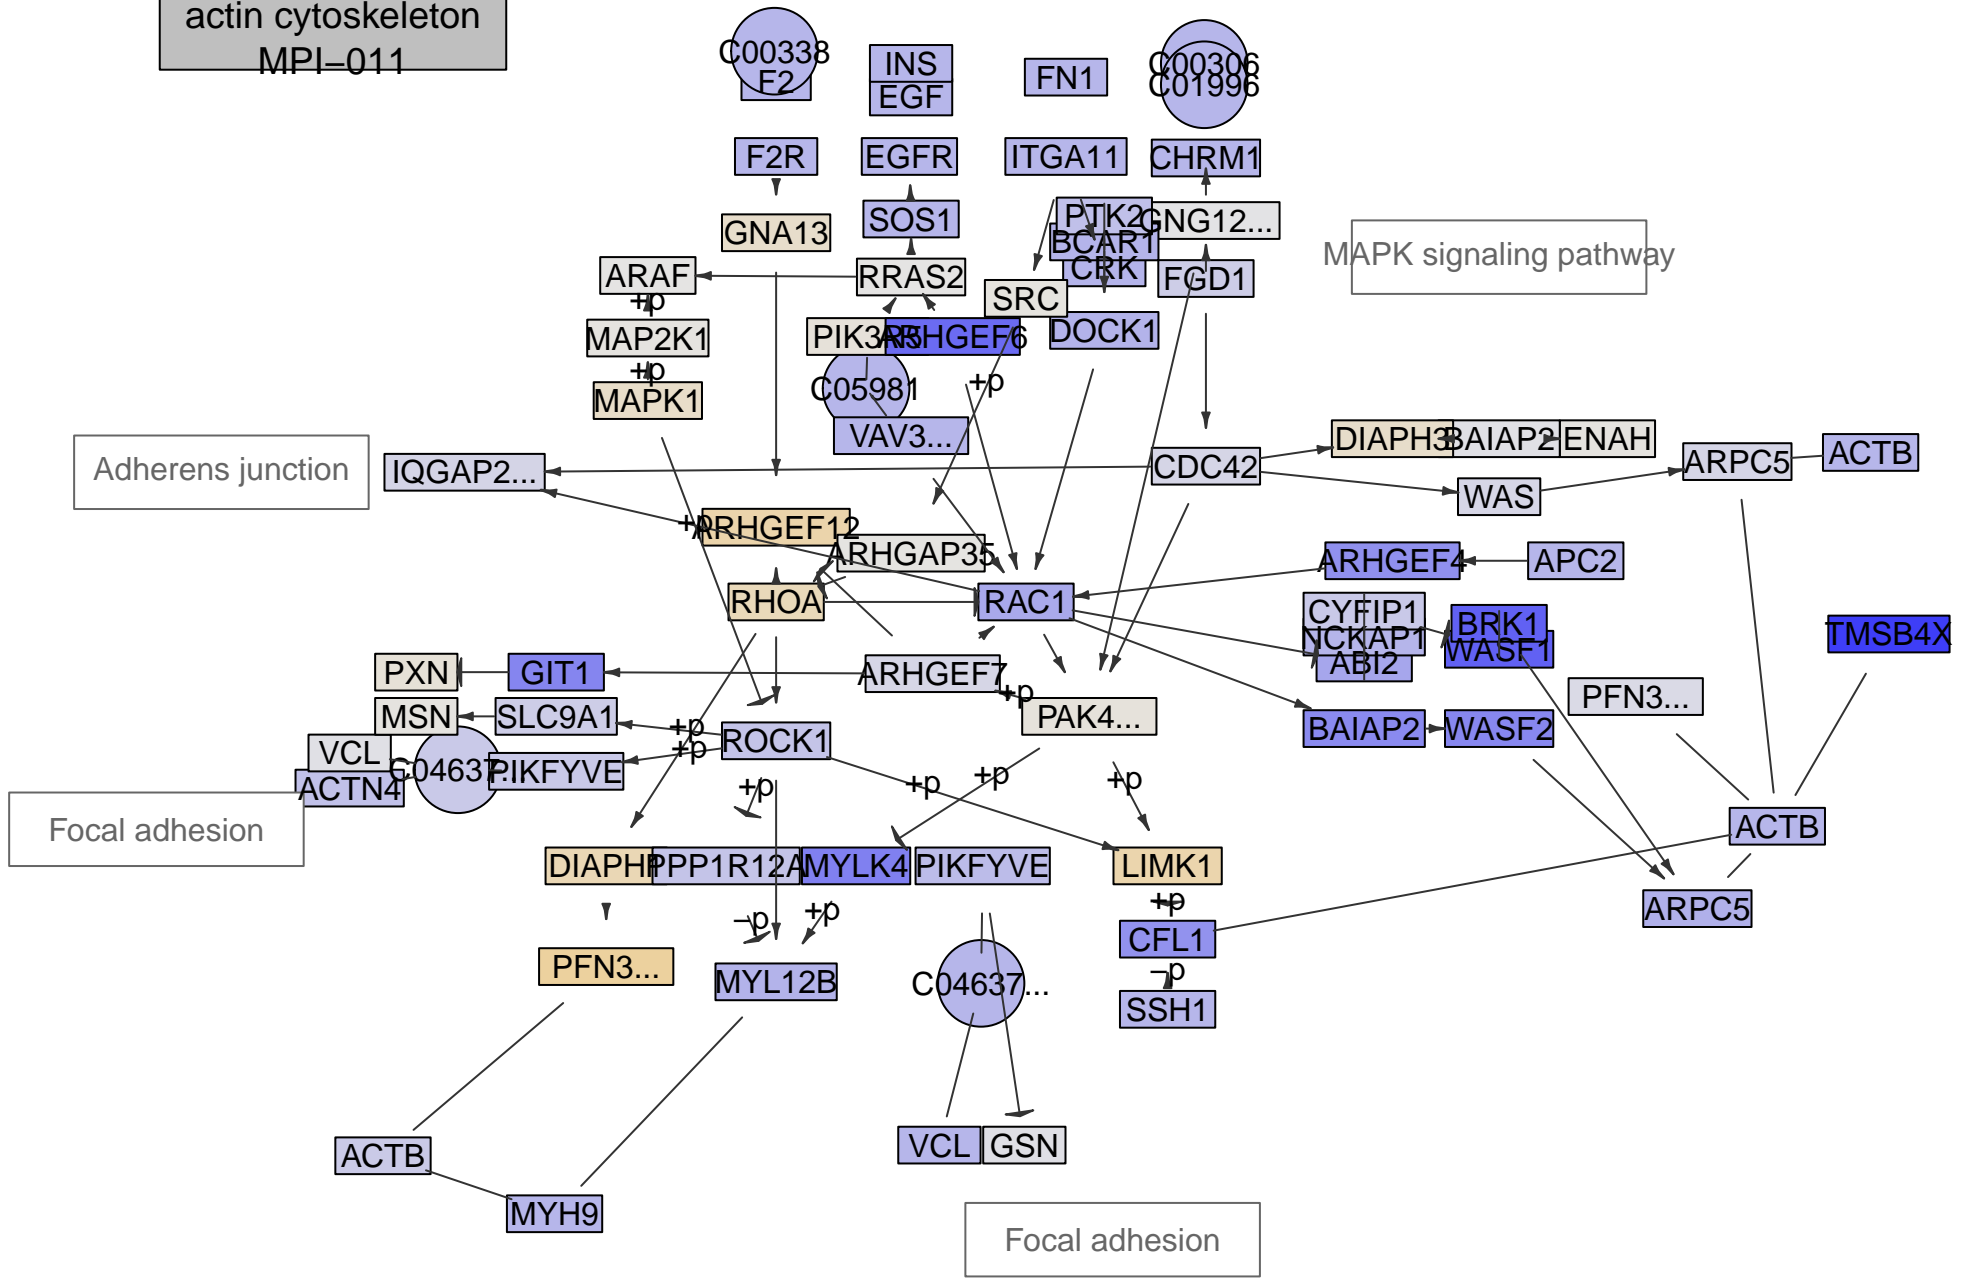 actin cytoskeleton
MPI–011
C00338
F2
INS
EGF
FN1
C00306
C01996
F2R
EGFR
ITGA11
CHRM1
GNA13
SOS1
PTK2
BCAR1
CRK
GNG12...
MAPK signaling pathway
ARAF
RRAS2
SRC
FGD1
+p
MAP2K1
ARHGEF6
DOCK1
+p
MAPK1
C05981
+p
VAV3...
Adherens junction
IQGAP2...
CDC42
DIAPH3
BAIAP2
ENAH
ARPC5
ACTB
WAS
+p
ARHGEF12
ARHGAP35
ARHGEF4
APC2
RHOA
RAC1
CYFIP1
NCKAP1
ABI2
BRK1
WASF1
TMSB4X
PXN
GIT1
ARHGEF7
+p
PFN3...
MSN
SLC9A1
+p
PAK4...
ROCK1
+p
BAIAP2
WASF2
VCL
ACTN4
C04637...
PIKFYVE
+p
+p
+p
+p
Focal adhesion
ACTB
PPP1R12A
MYLK4
PIKFYVE
LIMK1
+p
–p
+p
ARPC5
CFL1
PFN3...
MYL12B
C04637...
–p
SSH1
ACTB
VCL
GSN
MYH9
Focal adhesion